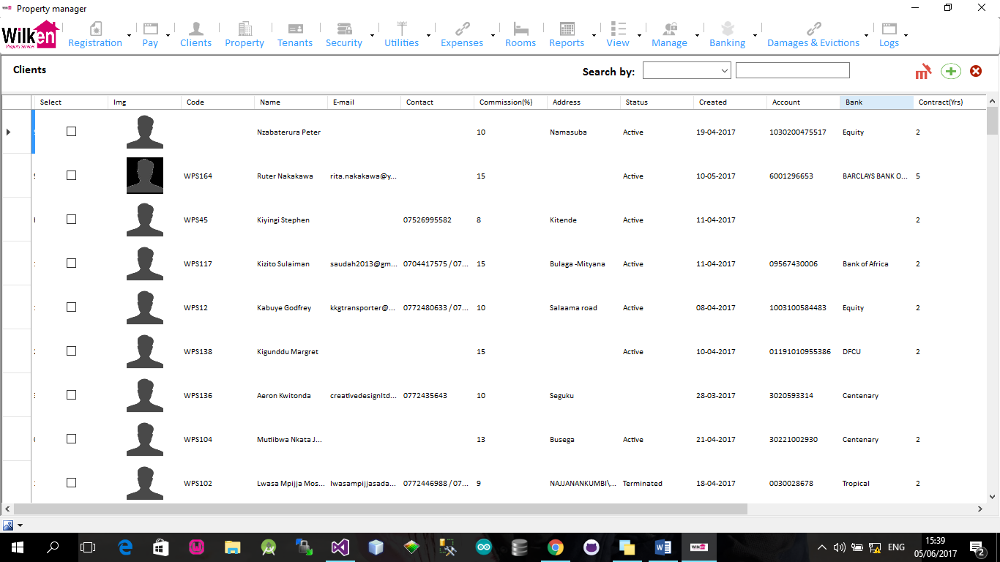 Property manager
Wilken
Property Services
Registration Pay Clients Property Tenants Security Utilities Expenses Rooms Reports View Manage Banking Damages & Evictions Logs
Clients Search by:
Select Img Code Name E-mail Contact Commission(%) Address Status Created Account Bank Contract(Yrs)
Nzabaterura Peter 10 Namasuba Active 19-04-2017 1030200475517 Equity 2
WPS164 Ruter Nakakawa rita.nakakawa@y... 15 Active 10-05-2017 6001296653 BARCLAYS BANK O... 5
WPS45 Kiyingi Stephen 07526995582 8 Kitende Active 11-04-2017 2
WPS117 Kizito Sulaiman saudah2013@gm... 0704417575 / 07... 15 Bulaga -Mityana Active 11-04-2017 09567430006 Bank of Africa 2
WPS12 Kabuye Godfrey kkgtransporter@... 0772480633 / 07... 10 Salaama road Active 08-04-2017 1003100584483 Equity 2
WPS138 Kigunddu Margret 15 Active 10-04-2017 01191010955386 DFCU 2
WPS136 Aeron Kwitonda creativedesignltd... 0772435643 10 Seguku 28-03-2017 3020593314 Centenary
WPS104 Mutiibwa Nkata J... 13 Busega Active 21-04-2017 30221002930 Centenary 2
WPS102 Lwasa Mpijja Mos... lwasampijjasada... 0772446988 / 07... 9 NAJJANANKUMBI\... Terminated 18-04-2017 0030028678 Tropical 2
ENG 15:39
05/06/2017 2